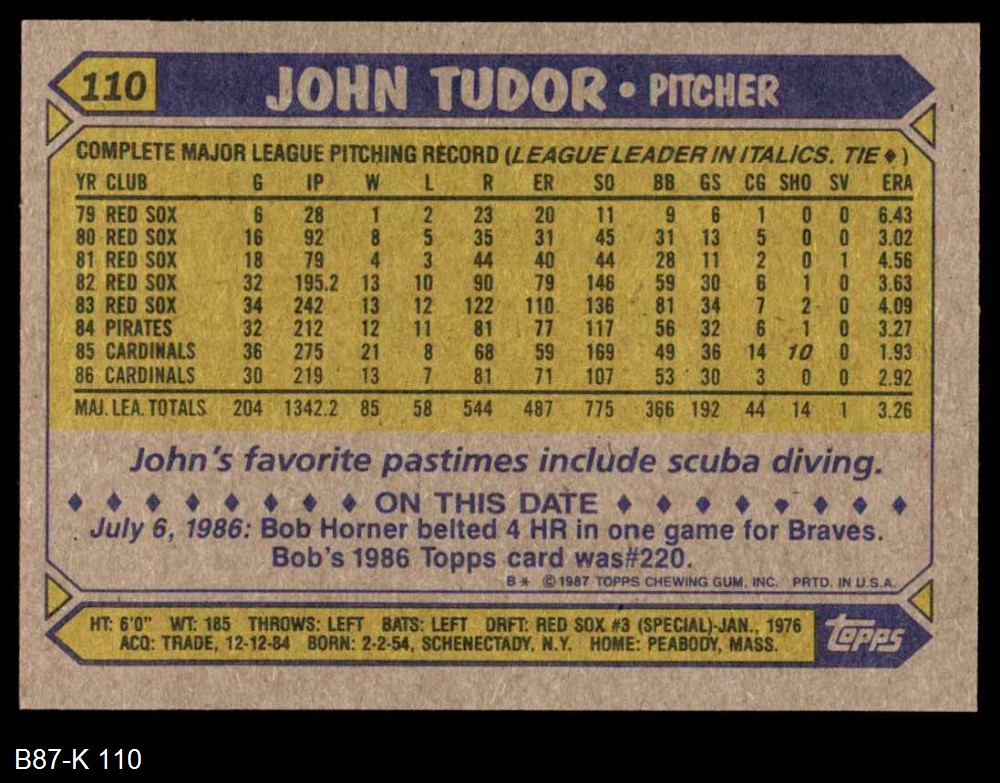 110 JOHN TUDOR • PITCHER
COMPLETE MAJOR LEAGUE PITCHING RECORD (LEAGUE LEADER IN ITALICS. TIE ♦)
YR CLUB G IP W L R ER SO BB GS CG SHO SV ERA
79 RED SOX 6 28 1 2 23 20 11 9 6 1 0 0 6.43
80 RED SOX 16 92 8 5 35 31 45 31 13 5 0 0 3.02
81 RED SOX 18 79 4 3 44 40 44 28 11 2 0 1 4.56
82 RED SOX 32 195.2 13 10 90 79 146 59 30 6 1 0 3.63
83 RED SOX 34 242 13 12 122 110 136 81 34 7 2 0 4.09
84 PIRATES 32 212 12 11 81 77 117 56 32 6 1 0 3.27
85 CARDINALS 36 275 21 8 68 59 169 49 36 14 10 0 1.93
86 CARDINALS 30 219 13 7 81 71 107 53 30 3 0 0 2.92
MAJ. LEA. TOTALS 204 1342.2 85 58 544 487 775 366 192 44 14 1 3.26
John's favorite pastimes include scuba diving.
♦ ♦ ♦ ♦ ♦ ♦ ♦ ♦ ON THIS DATE ♦ ♦ ♦ ♦ ♦ ♦ ♦ ♦
July 6, 1986: Bob Horner belted 4 HR in one game for Braves.
Bob's 1986 Topps card was#220.
B* ©1987 TOPPS CHEWING GUM, INC. PRTD. IN U.S.A.
HT: 6'0" WT: 185 THROWS: LEFT BATS: LEFT DRFT: RED SOX #3 (SPECIAL)-JAN., 1976
ACQ: TRADE, 12-12-84 BORN: 2-2-54, SCHENECTADY, N.Y. HOME: PEABODY, MASS.
topps
B87-K 110